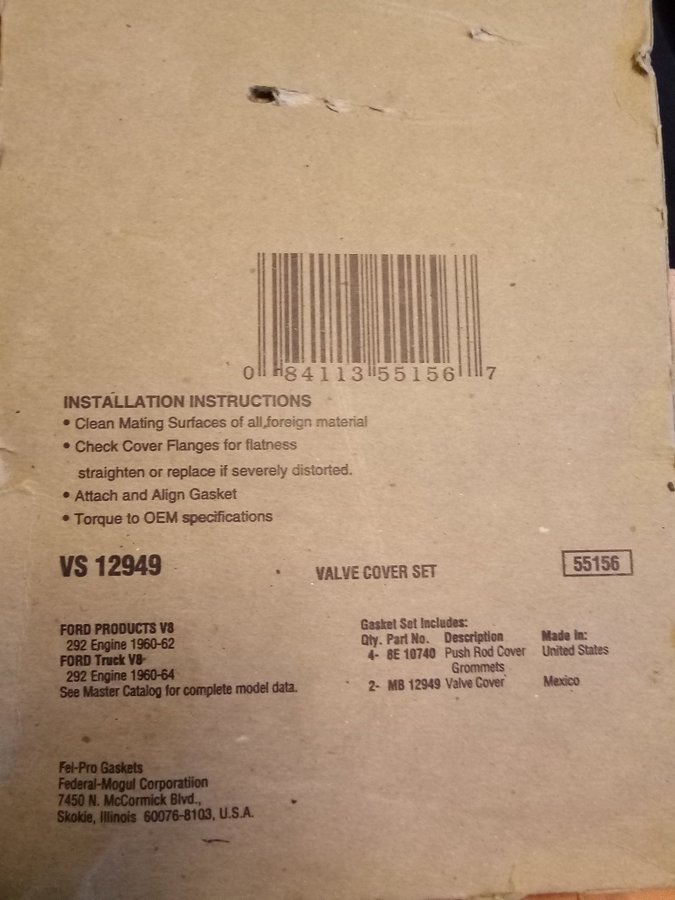 0 84113 55156 7
INSTALLATION INSTRUCTIONS
• Clean Mating Surfaces of all foreign material
• Check Cover Flanges for flatness
straighten or replace if severely distorted.
• Attach and Align Gasket
• Torque to OEM specifications
VS 12949 VALVE COVER SET 55156
FORD PRODUCTS V8
292 Engine 1960-62
FORD Truck V8
292 Engine 1960-64
See Master Catalog for complete model data.
Gasket Set Includes:
Qty. Part No. Description Made in:
4- 8E 10740 Push Rod Cover United States
Grommets
2- MB 12949 Valve Cover Mexico
Fel-Pro Gaskets
Federal-Mogul Corporatiion
7450 N. McCormick Blvd.,
Skokie, Illinois 60076-8103, U.S.A.